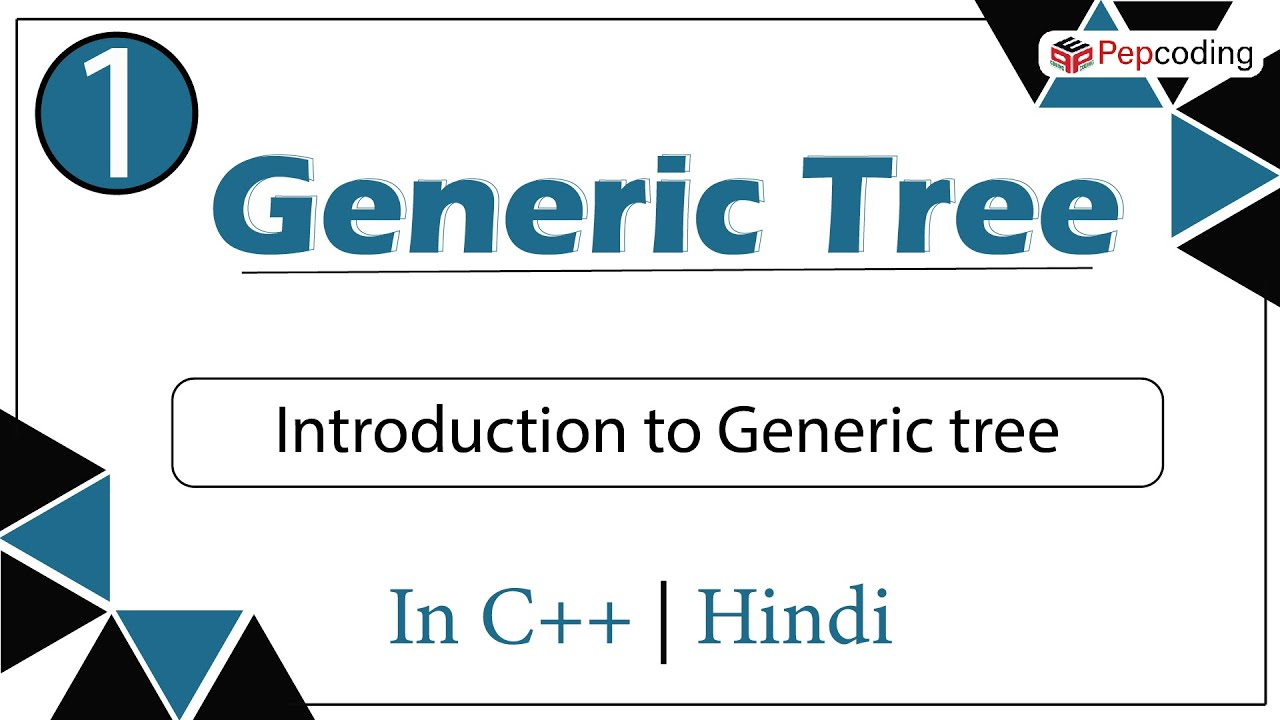 1
Pepcoding
Generic Tree
Introduction to Generic tree
In C++ | Hindi